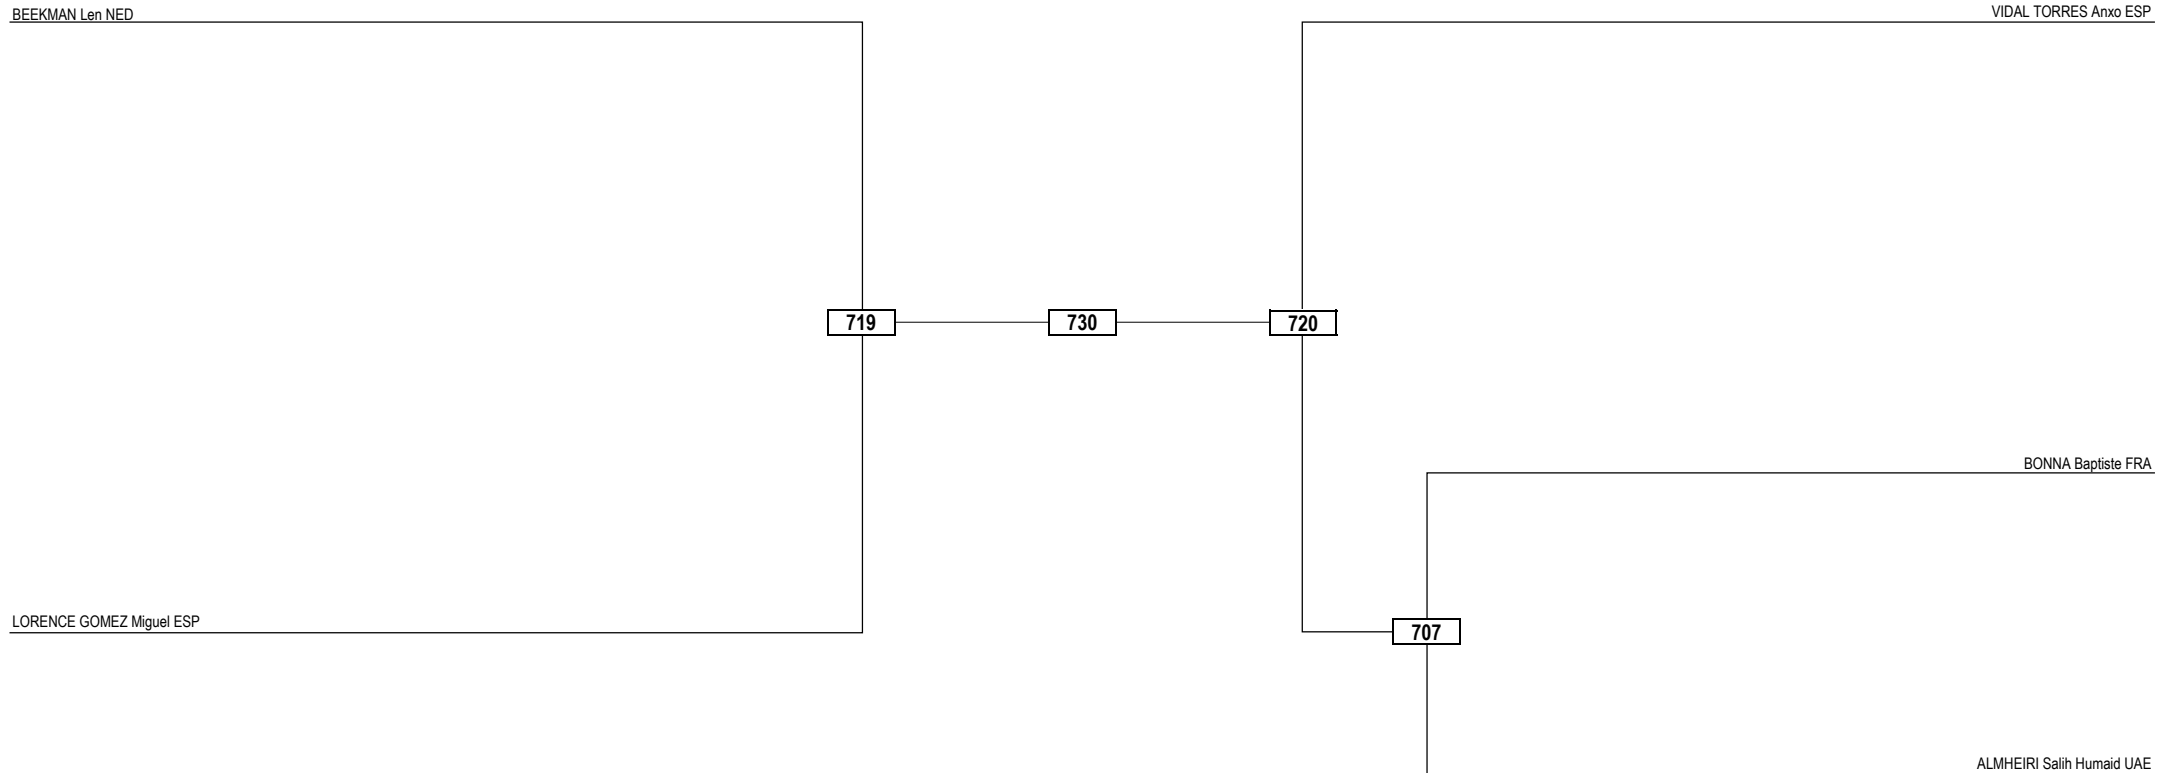 BEEKMAN Len NED
VIDAL TORRES Anxo ESP
719
730
720
BONNA Baptiste FRA
LORENCE GOMEZ Miguel ESP
707
ALMHEIRI Salih Humaid UAE